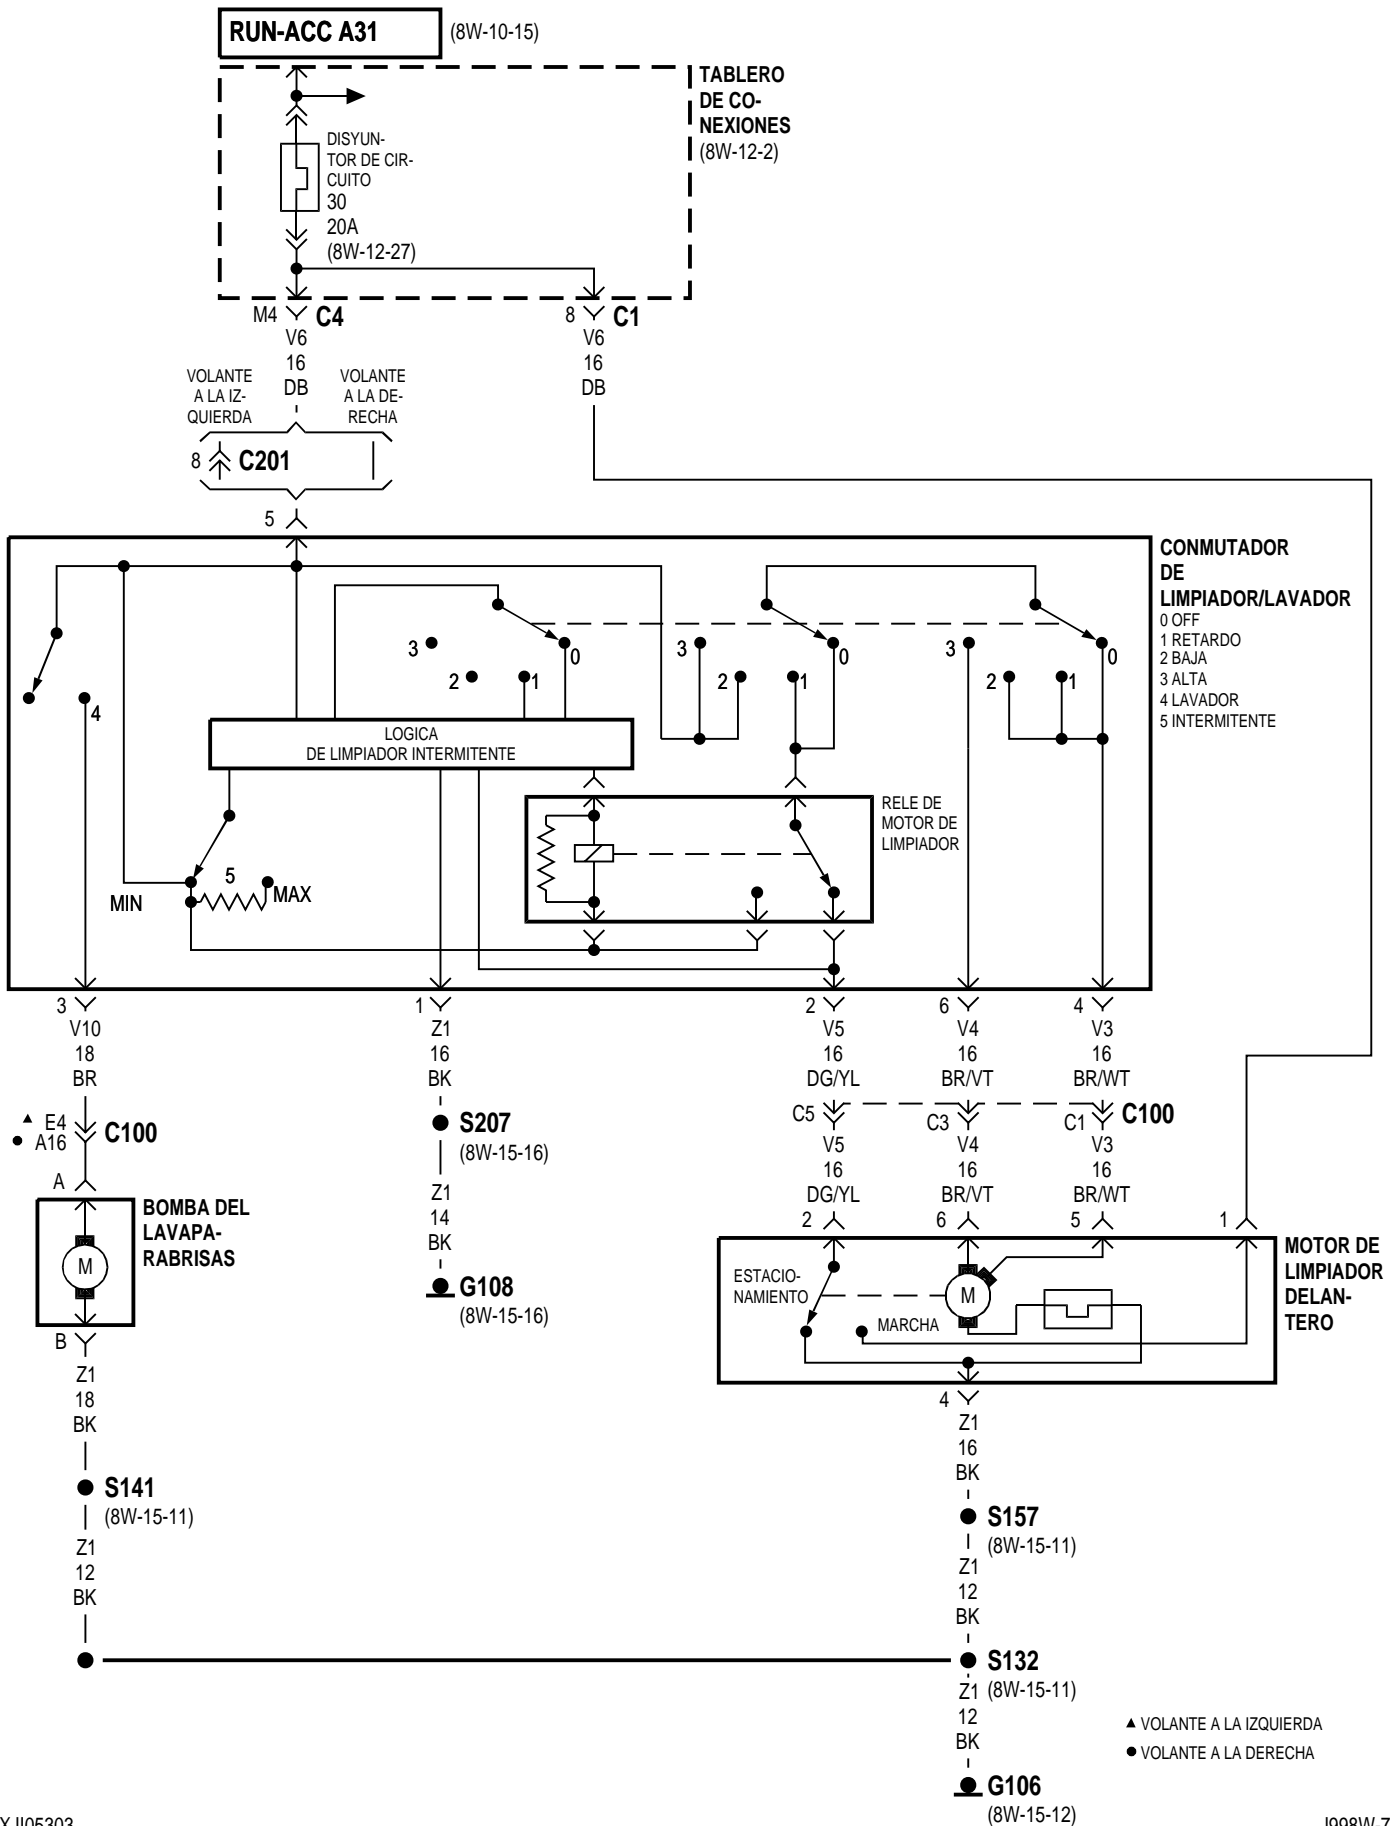 RUN-ACC A31
(8W-10-15)
TABLERO
DE CO-
NEXIONES
(8W-12-2)
DISYUN-
TOR DE CIR-
CUITO
30
20A
(8W-12-27)
M4
C4
8
C1
V6
16
DB
V6
16
DB
VOLANTE
A LA IZ-
QUIERDA
VOLANTE
A LA DE-
RECHA
8
C201
5
CONMUTADOR
DE
LIMPIADOR/LAVADOR
0 OFF
1 RETARDO
2 BAJA
3 ALTA
4 LAVADOR
5 INTERMITENTE
3
2
1
0
3
2
1
0
3
2
1
0
4
LOGICA
DE LIMPIADOR INTERMITENTE
RELE DE
MOTOR DE
LIMPIADOR
5
MIN
MAX
3
V10
18
BR
1
Z1
16
BK
2
V5
16
DG/YL
6
V4
16
BR/VT
4
V3
16
BR/WT
▲ E4
● A16
C100
A
S207
(8W-15-16)
Z1
14
BK
G108
(8W-15-16)
C5
C3
C1
C100
V5
16
DG/YL
2
V4
16
BR/VT
6
V3
16
BR/WT
5
1
BOMBA DEL
LAVAPA-
RABRISAS
M
B
Z1
18
BK
S141
(8W-15-11)
Z1
12
BK
MOTOR DE
LIMPIADOR
DELAN-
TERO
ESTACIO-
NAMIENTO
MARCHA
M
4
Z1
16
BK
S157
(8W-15-11)
Z1
12
BK
S132
(8W-15-11)
Z1
12
BK
G106
(8W-15-12)
▲ VOLANTE A LA IZQUIERDA
● VOLANTE A LA DERECHA